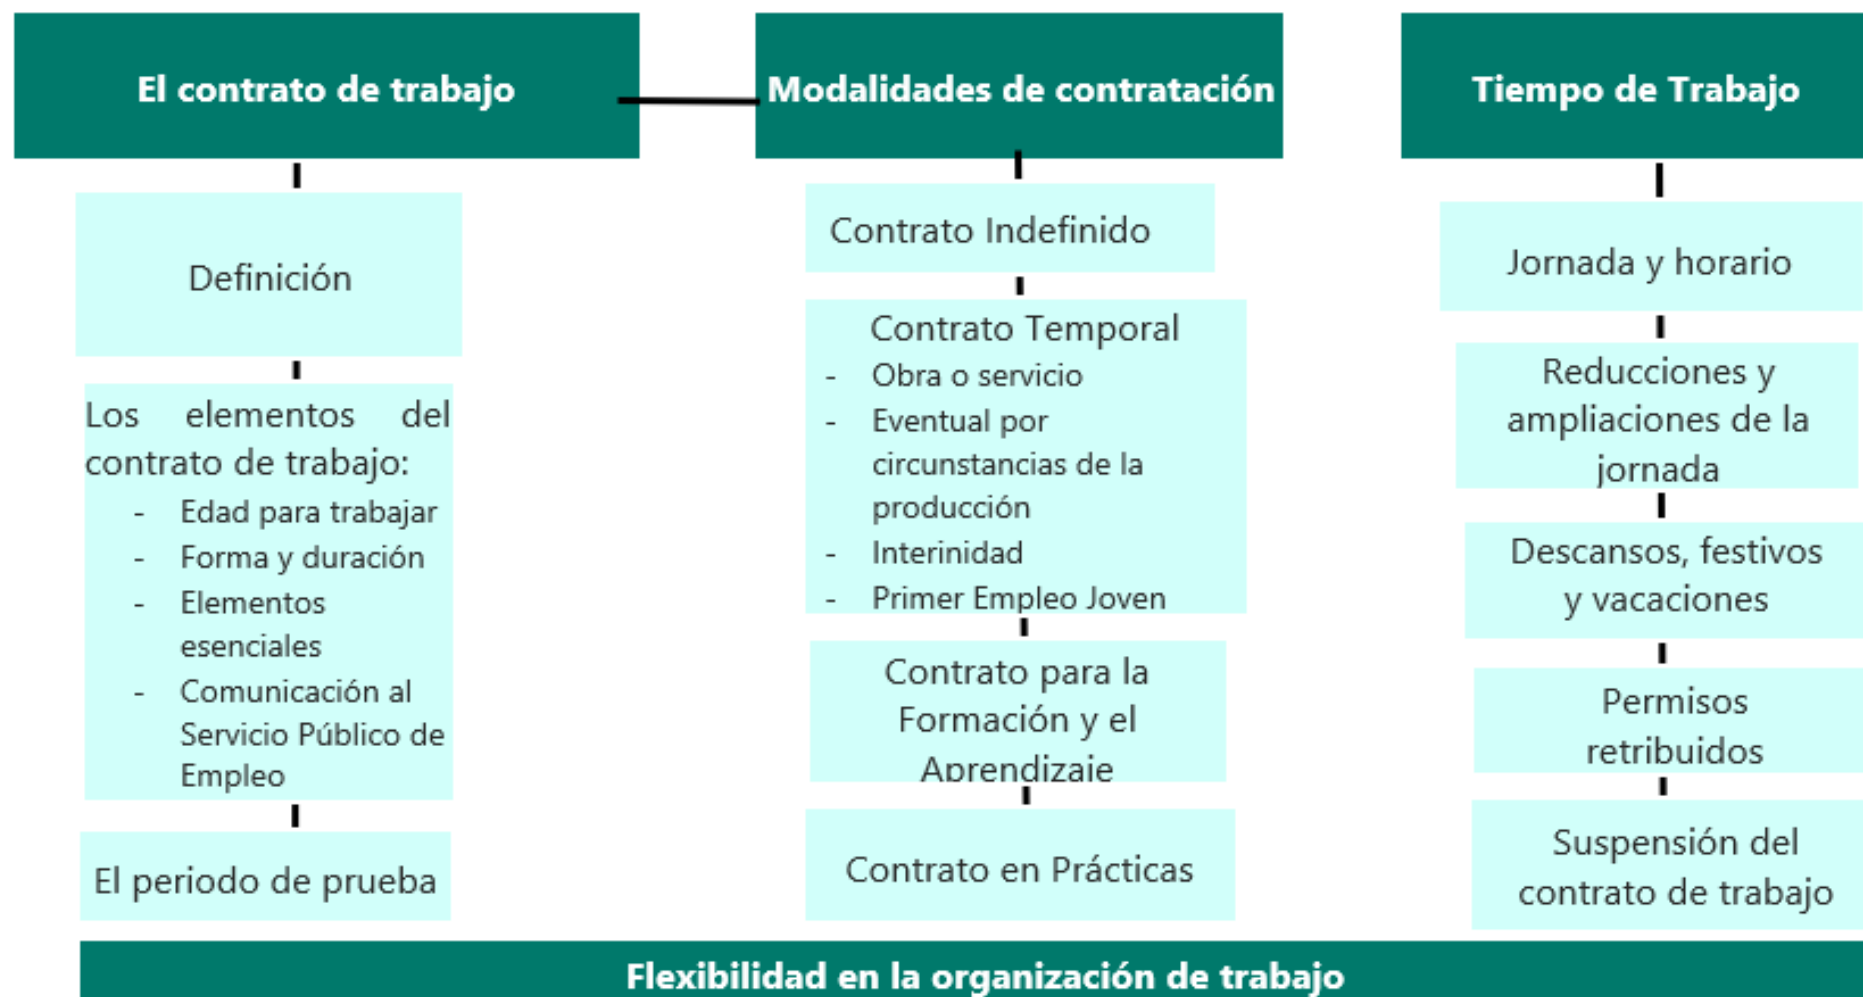 El contrato de trabajo
Definición
Los elementos del
contrato de trabajo:
- Edad para trabajar
- Forma y duración
- Elementos
esenciales
- Comunicación al
Servicio Público de
Empleo
El periodo de prueba
Modalidades de contratación
Contrato Indefinido
Contrato Temporal
- Obra o servicio
- Eventual por
circunstancias de la
producción
- Interinidad
- Primer Empleo Joven
Contrato para la
Formación y el
Aprendizaje
Contrato en Prácticas
Tiempo de Trabajo
Jornada y horario
Reducciones y
ampliaciones de la
jornada
Descansos, festivos
y vacaciones
Permisos
retribuidos
Suspensión del
contrato de trabajo
Flexibilidad en la organización de trabajo